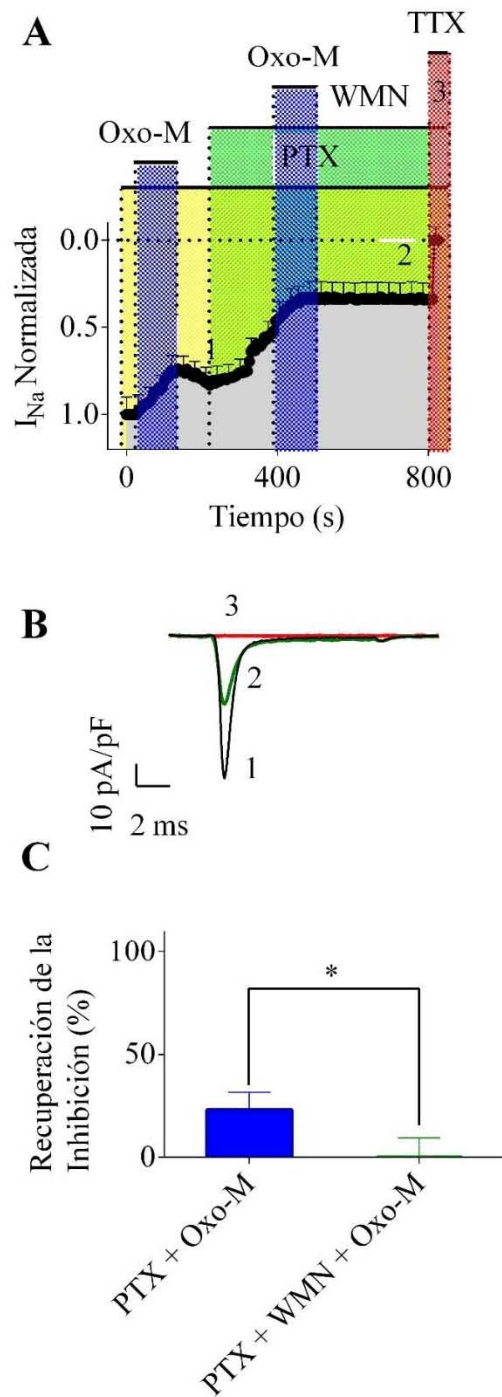 A
TTX
Oxo-M
WMN
3
Oxo-M
PTX
0.0
2
0.5
1
1.0
I_Na Normalizada
0
400
800
Tiempo (s)
B
3
2
1
10 pA/pF
2 ms
C
100
*
50
0
Recuperación de la
Inhibición (%)
PTX + Oxo-M
PTX + WMN + Oxo-M